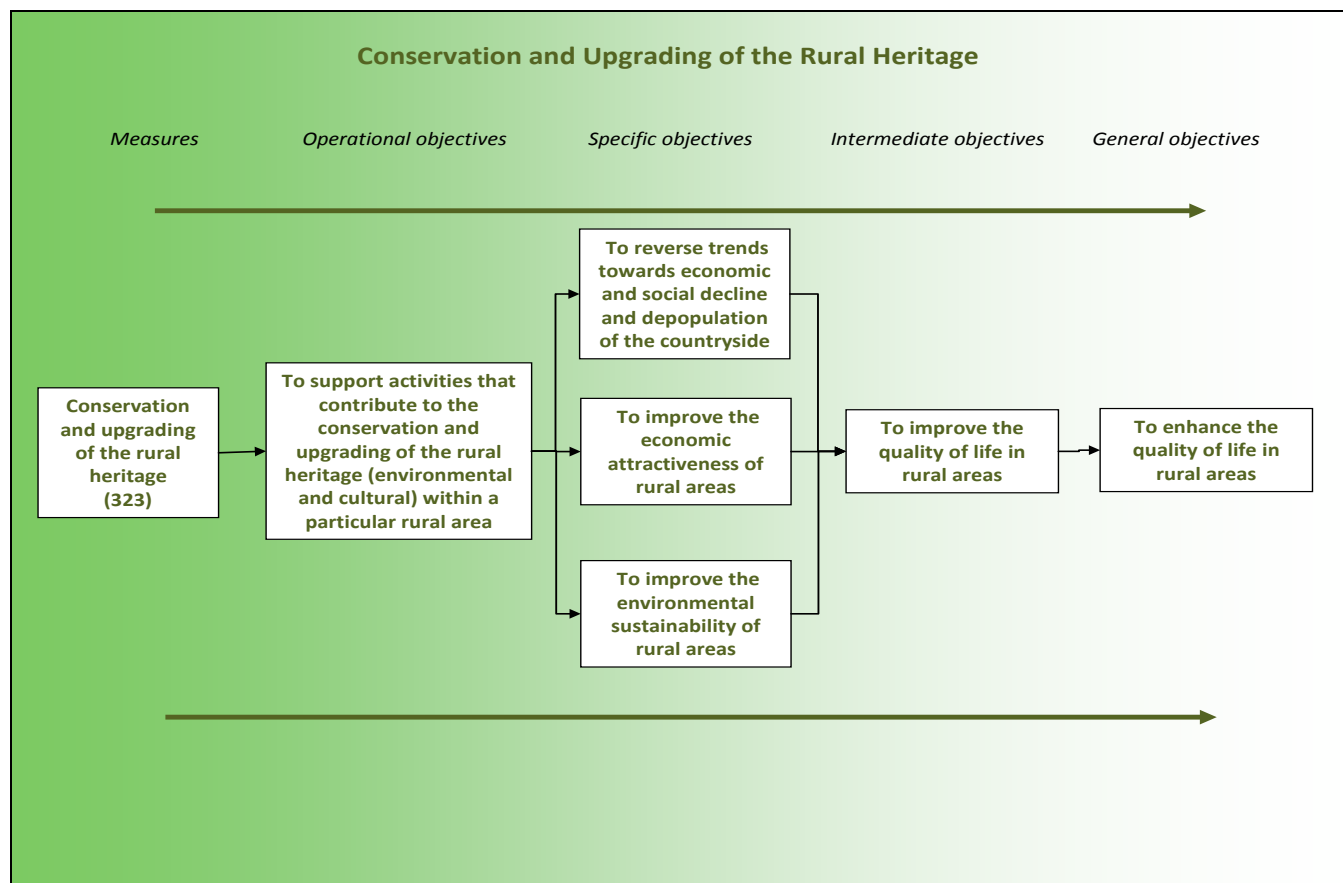 Conservation and Upgrading of the Rural Heritage
Measures
Operational objectives
Specific objectives
Intermediate objectives
General objectives
Conservation
and upgrading
of the rural
heritage
(323)
To support activities that
contribute to the
conservation and
upgrading of the rural
heritage (environmental
and cultural) within a
particular rural area
To reverse trends
towards economic
and social decline
and depopulation
of the countryside
To improve the
economic
attractiveness of
rural areas
To improve the
environmental
sustainability of
rural areas
To improve the
quality of life in
rural areas
To enhance the
quality of life in
rural areas